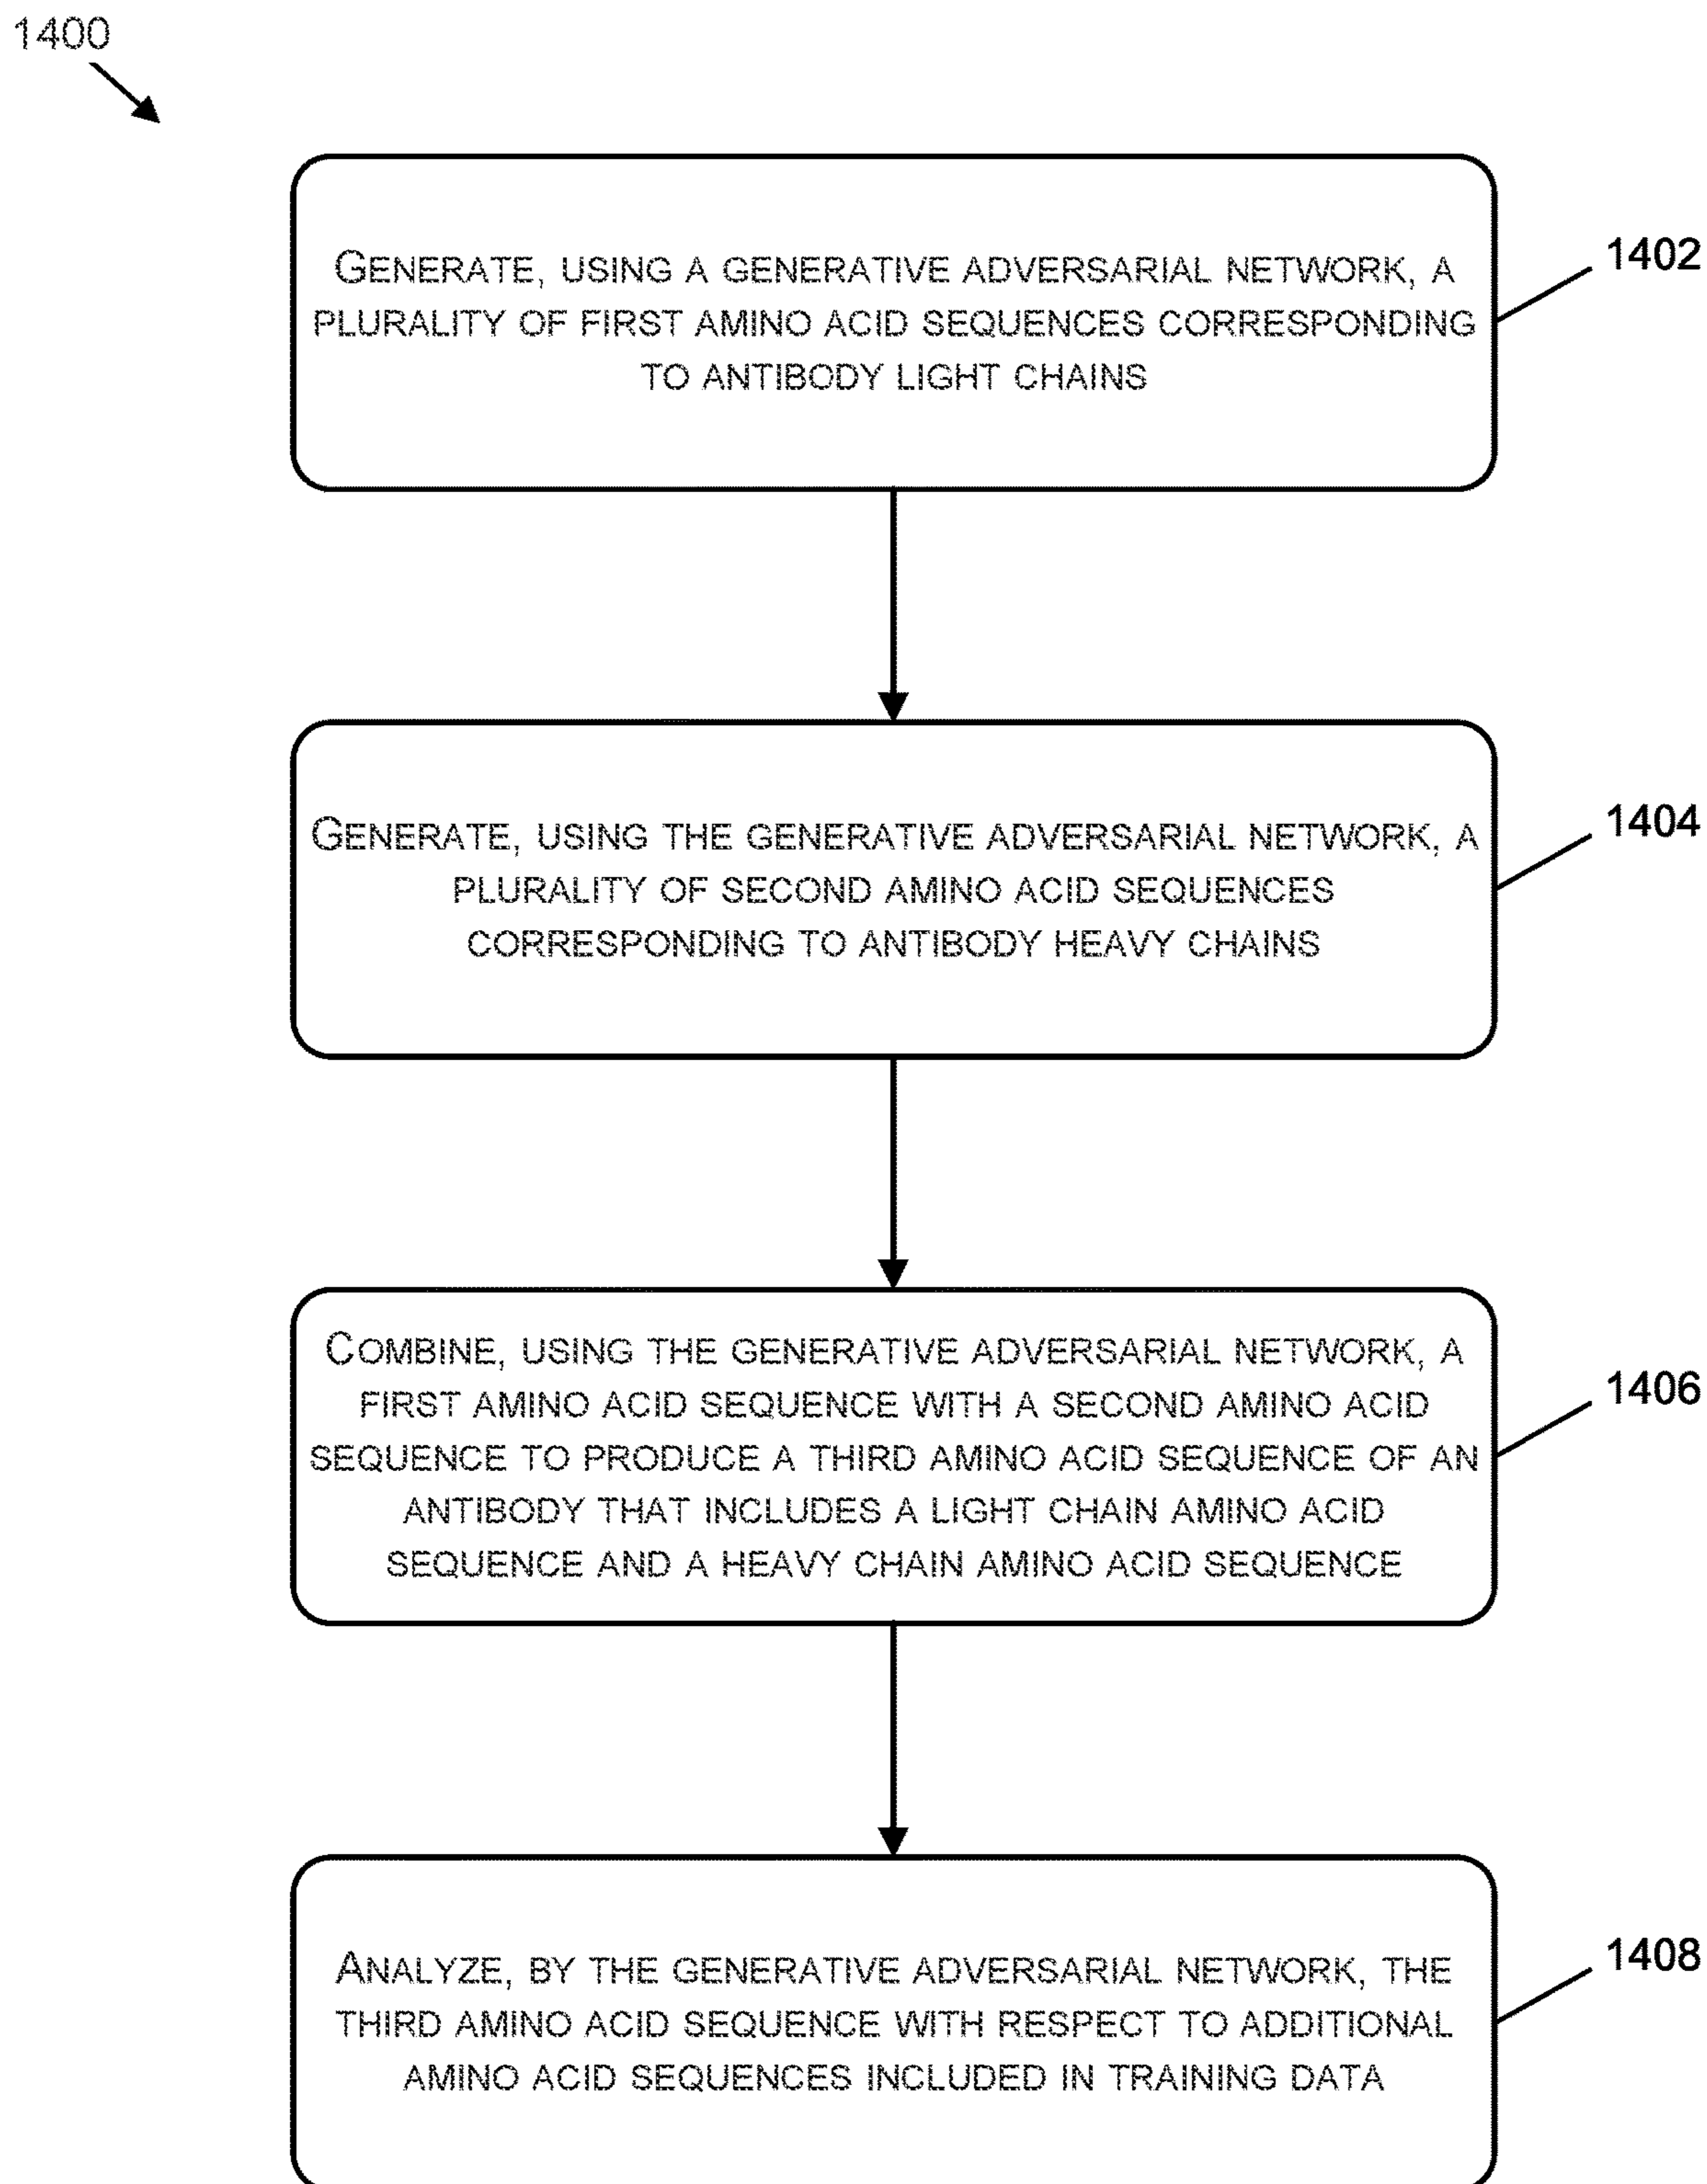 1400
GENERATE, USING A GENERATIVE ADVERSARIAL NETWORK, A
PLURALITY OF FIRST AMINO ACID SEQUENCES CORRESPONDING
TO ANTIBODY LIGHT CHAINS
1402
GENERATE, USING THE GENERATIVE ADVERSARIAL NETWORK, A
PLURALITY OF SECOND AMINO ACID SEQUENCES
CORRESPONDING TO ANTIBODY HEAVY CHAINS
1404
COMBINE, USING THE GENERATIVE ADVERSARIAL NETWORK, A
FIRST AMINO ACID SEQUENCE WITH A SECOND AMINO ACID
SEQUENCE TO PRODUCE A THIRD AMINO ACID SEQUENCE OF AN
ANTIBODY THAT INCLUDES A LIGHT CHAIN AMINO ACID
SEQUENCE AND A HEAVY CHAIN AMINO ACID SEQUENCE
1406
ANALYZE, BY THE GENERATIVE ADVERSARIAL NETWORK, THE
THIRD AMINO ACID SEQUENCE WITH RESPECT TO ADDITIONAL
AMINO ACID SEQUENCES INCLUDED IN TRAINING DATA
1408